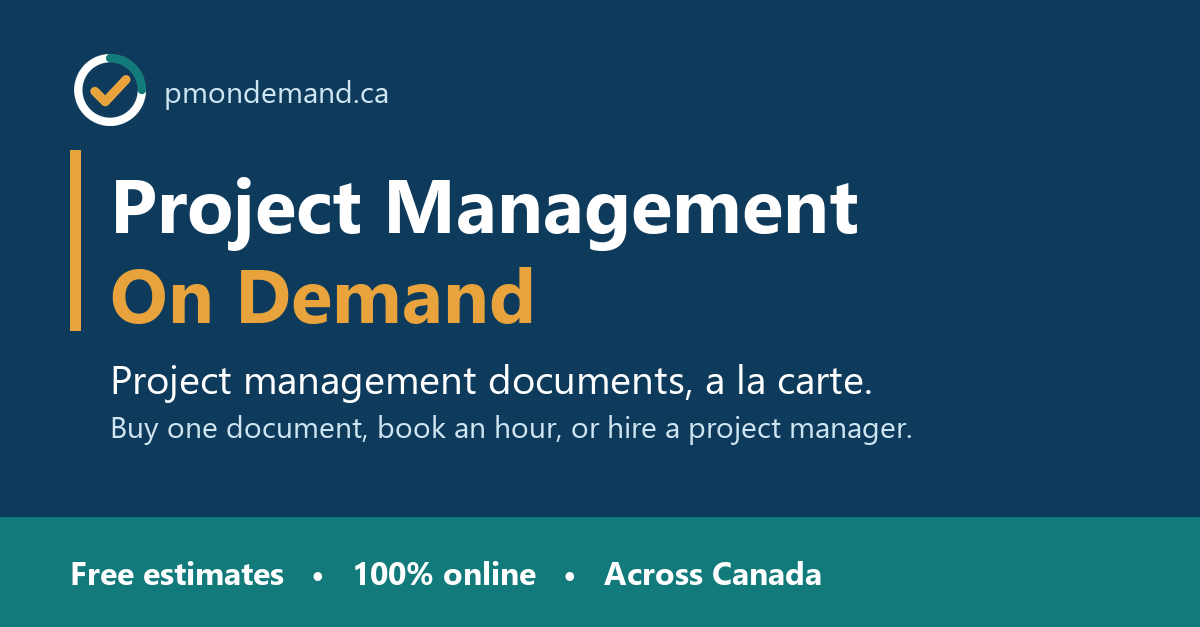 pmondemand.ca
Project Management
On Demand
Project management documents, a la carte.
Buy one document, book an hour, or hire a project manager.
Free estimates • 100% online • Across Canada